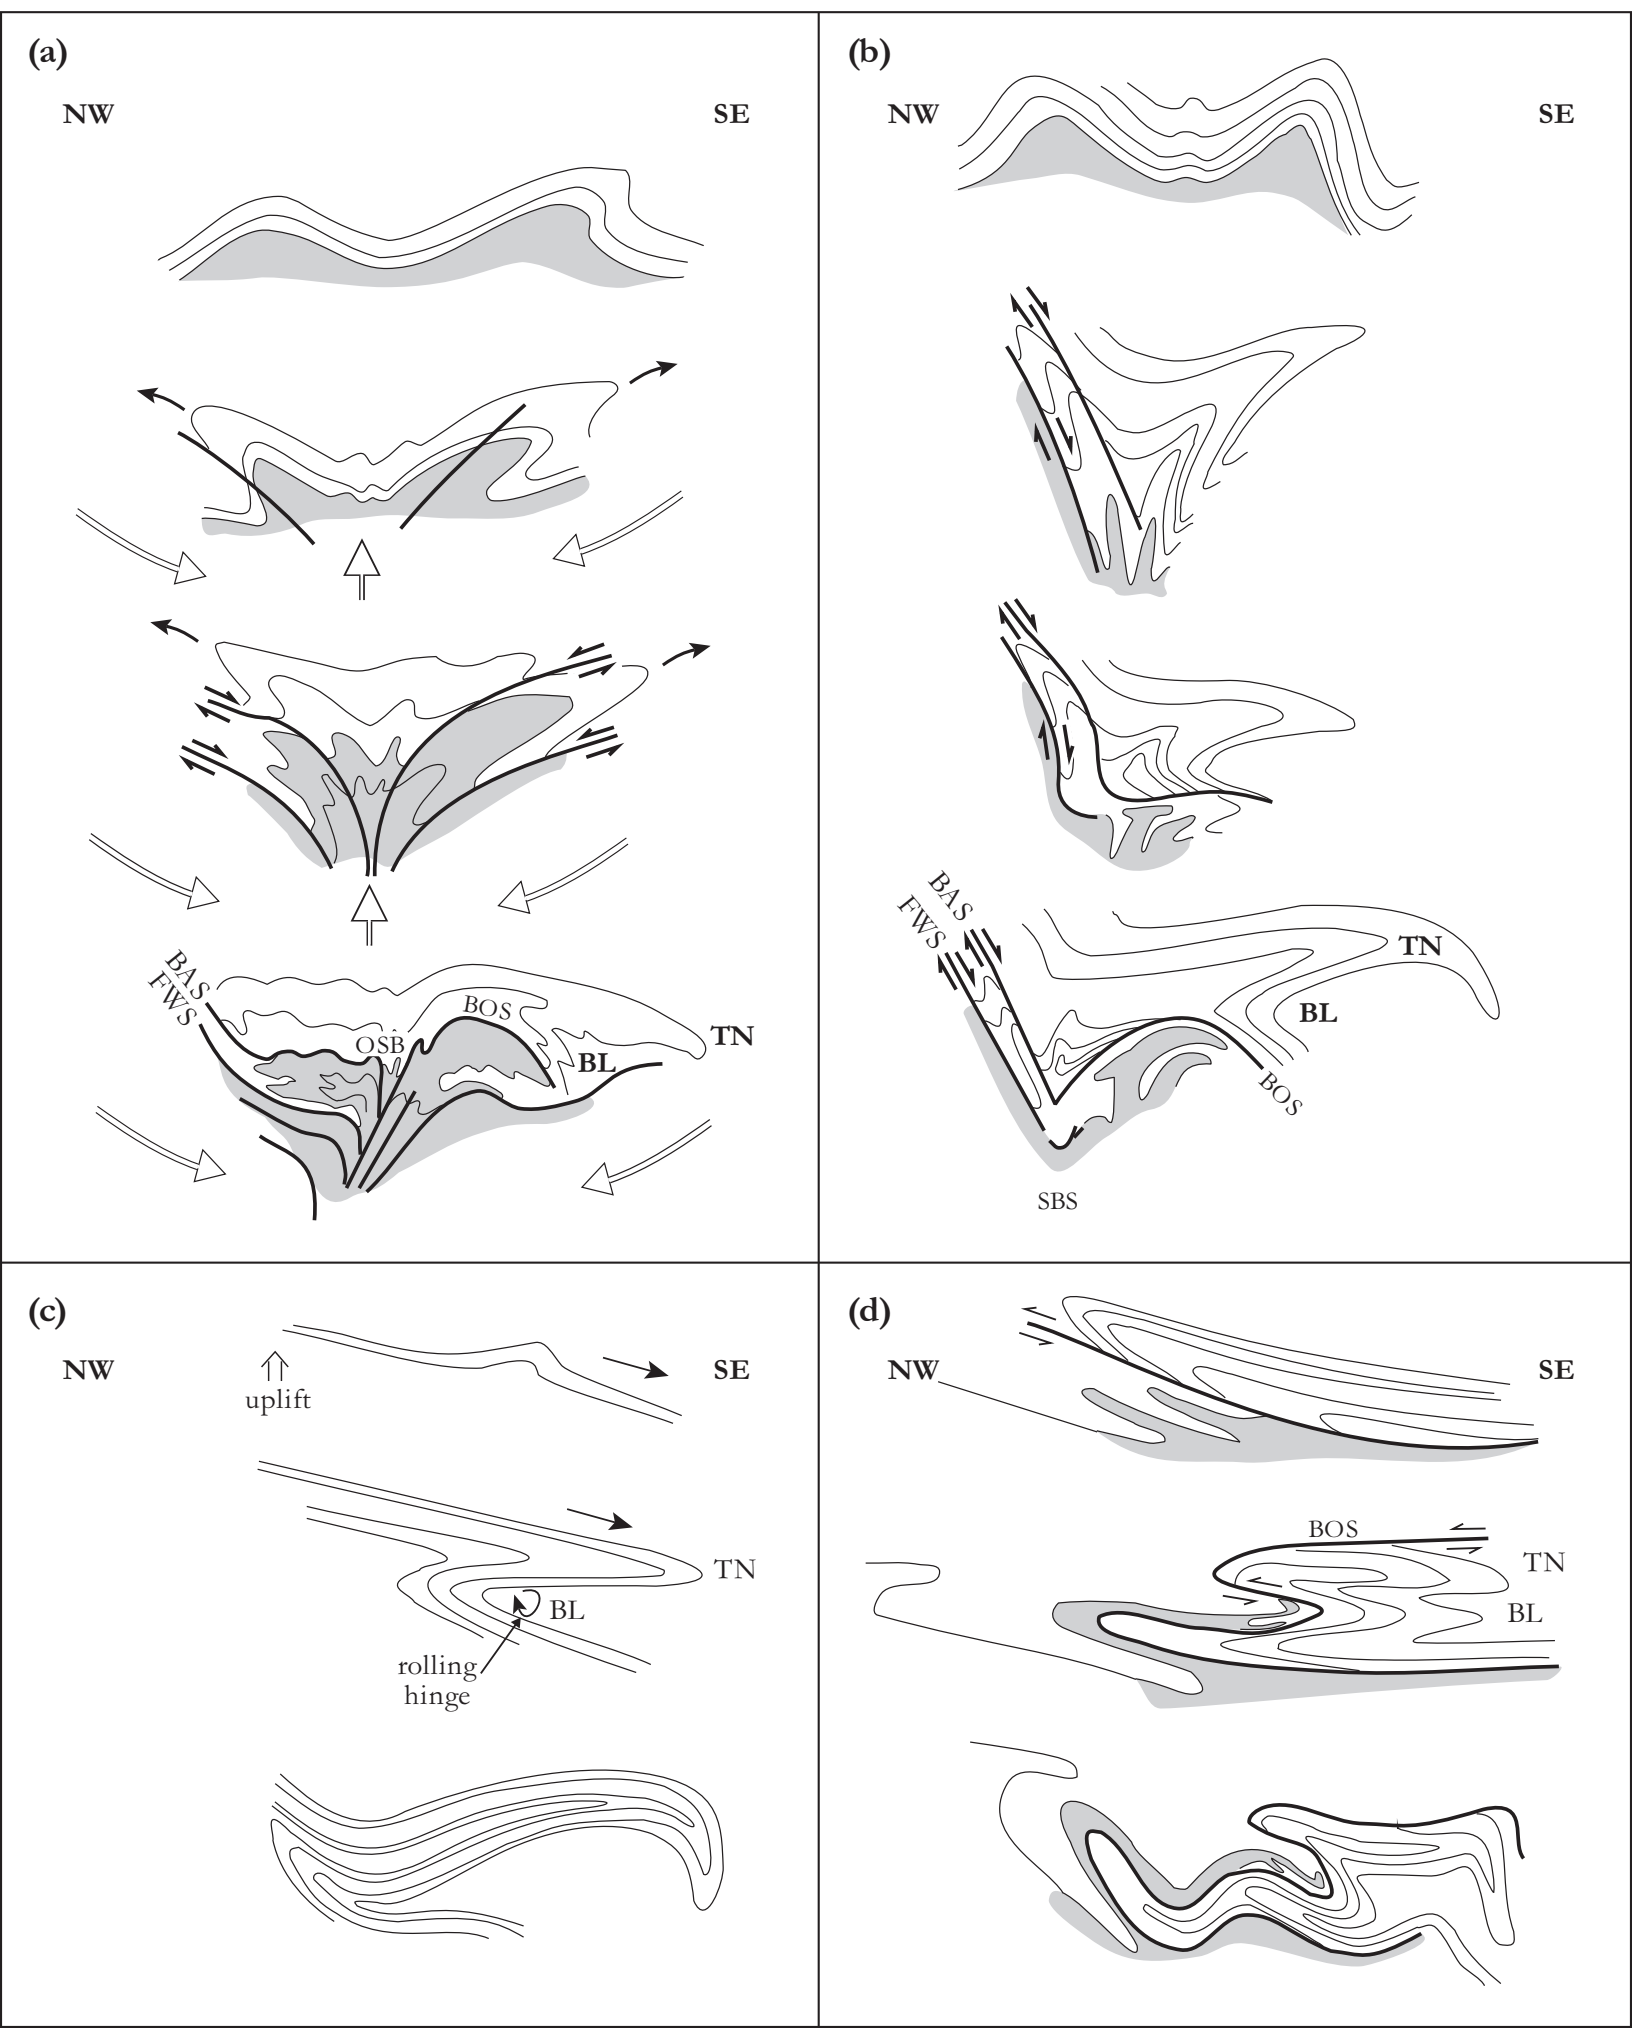 (a)
NW
SE
BAS
FWS
OSB
BOS
BL
TN
(b)
NW
SE
BAS
FWS
TN
BL
BOS
SBS
(c)
NW
SE
uplift
TN
BL
rolling
hinge
(d)
NW
SE
BOS
TN
BL